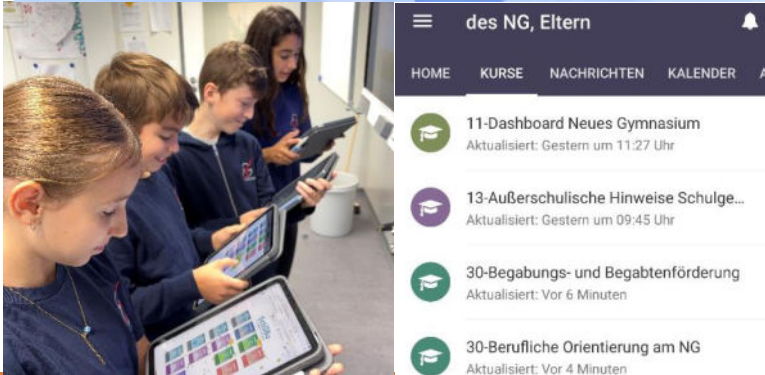 des NG, Eltern
HOME KURSE NACHRICHTEN KALENDER A
11-Dashboard Neues Gymnasium
Aktualisiert: Gestern um 11:27 Uhr
13-Außerschulische Hinweise Schulge...
Aktualisiert: Gestern um 09:45 Uhr
30-Begabungs- und Begabtenförderung
Aktualisiert: Vor 6 Minuten
30-Berufliche Orientierung am NG
Aktualisiert: Vor 4 Minuten